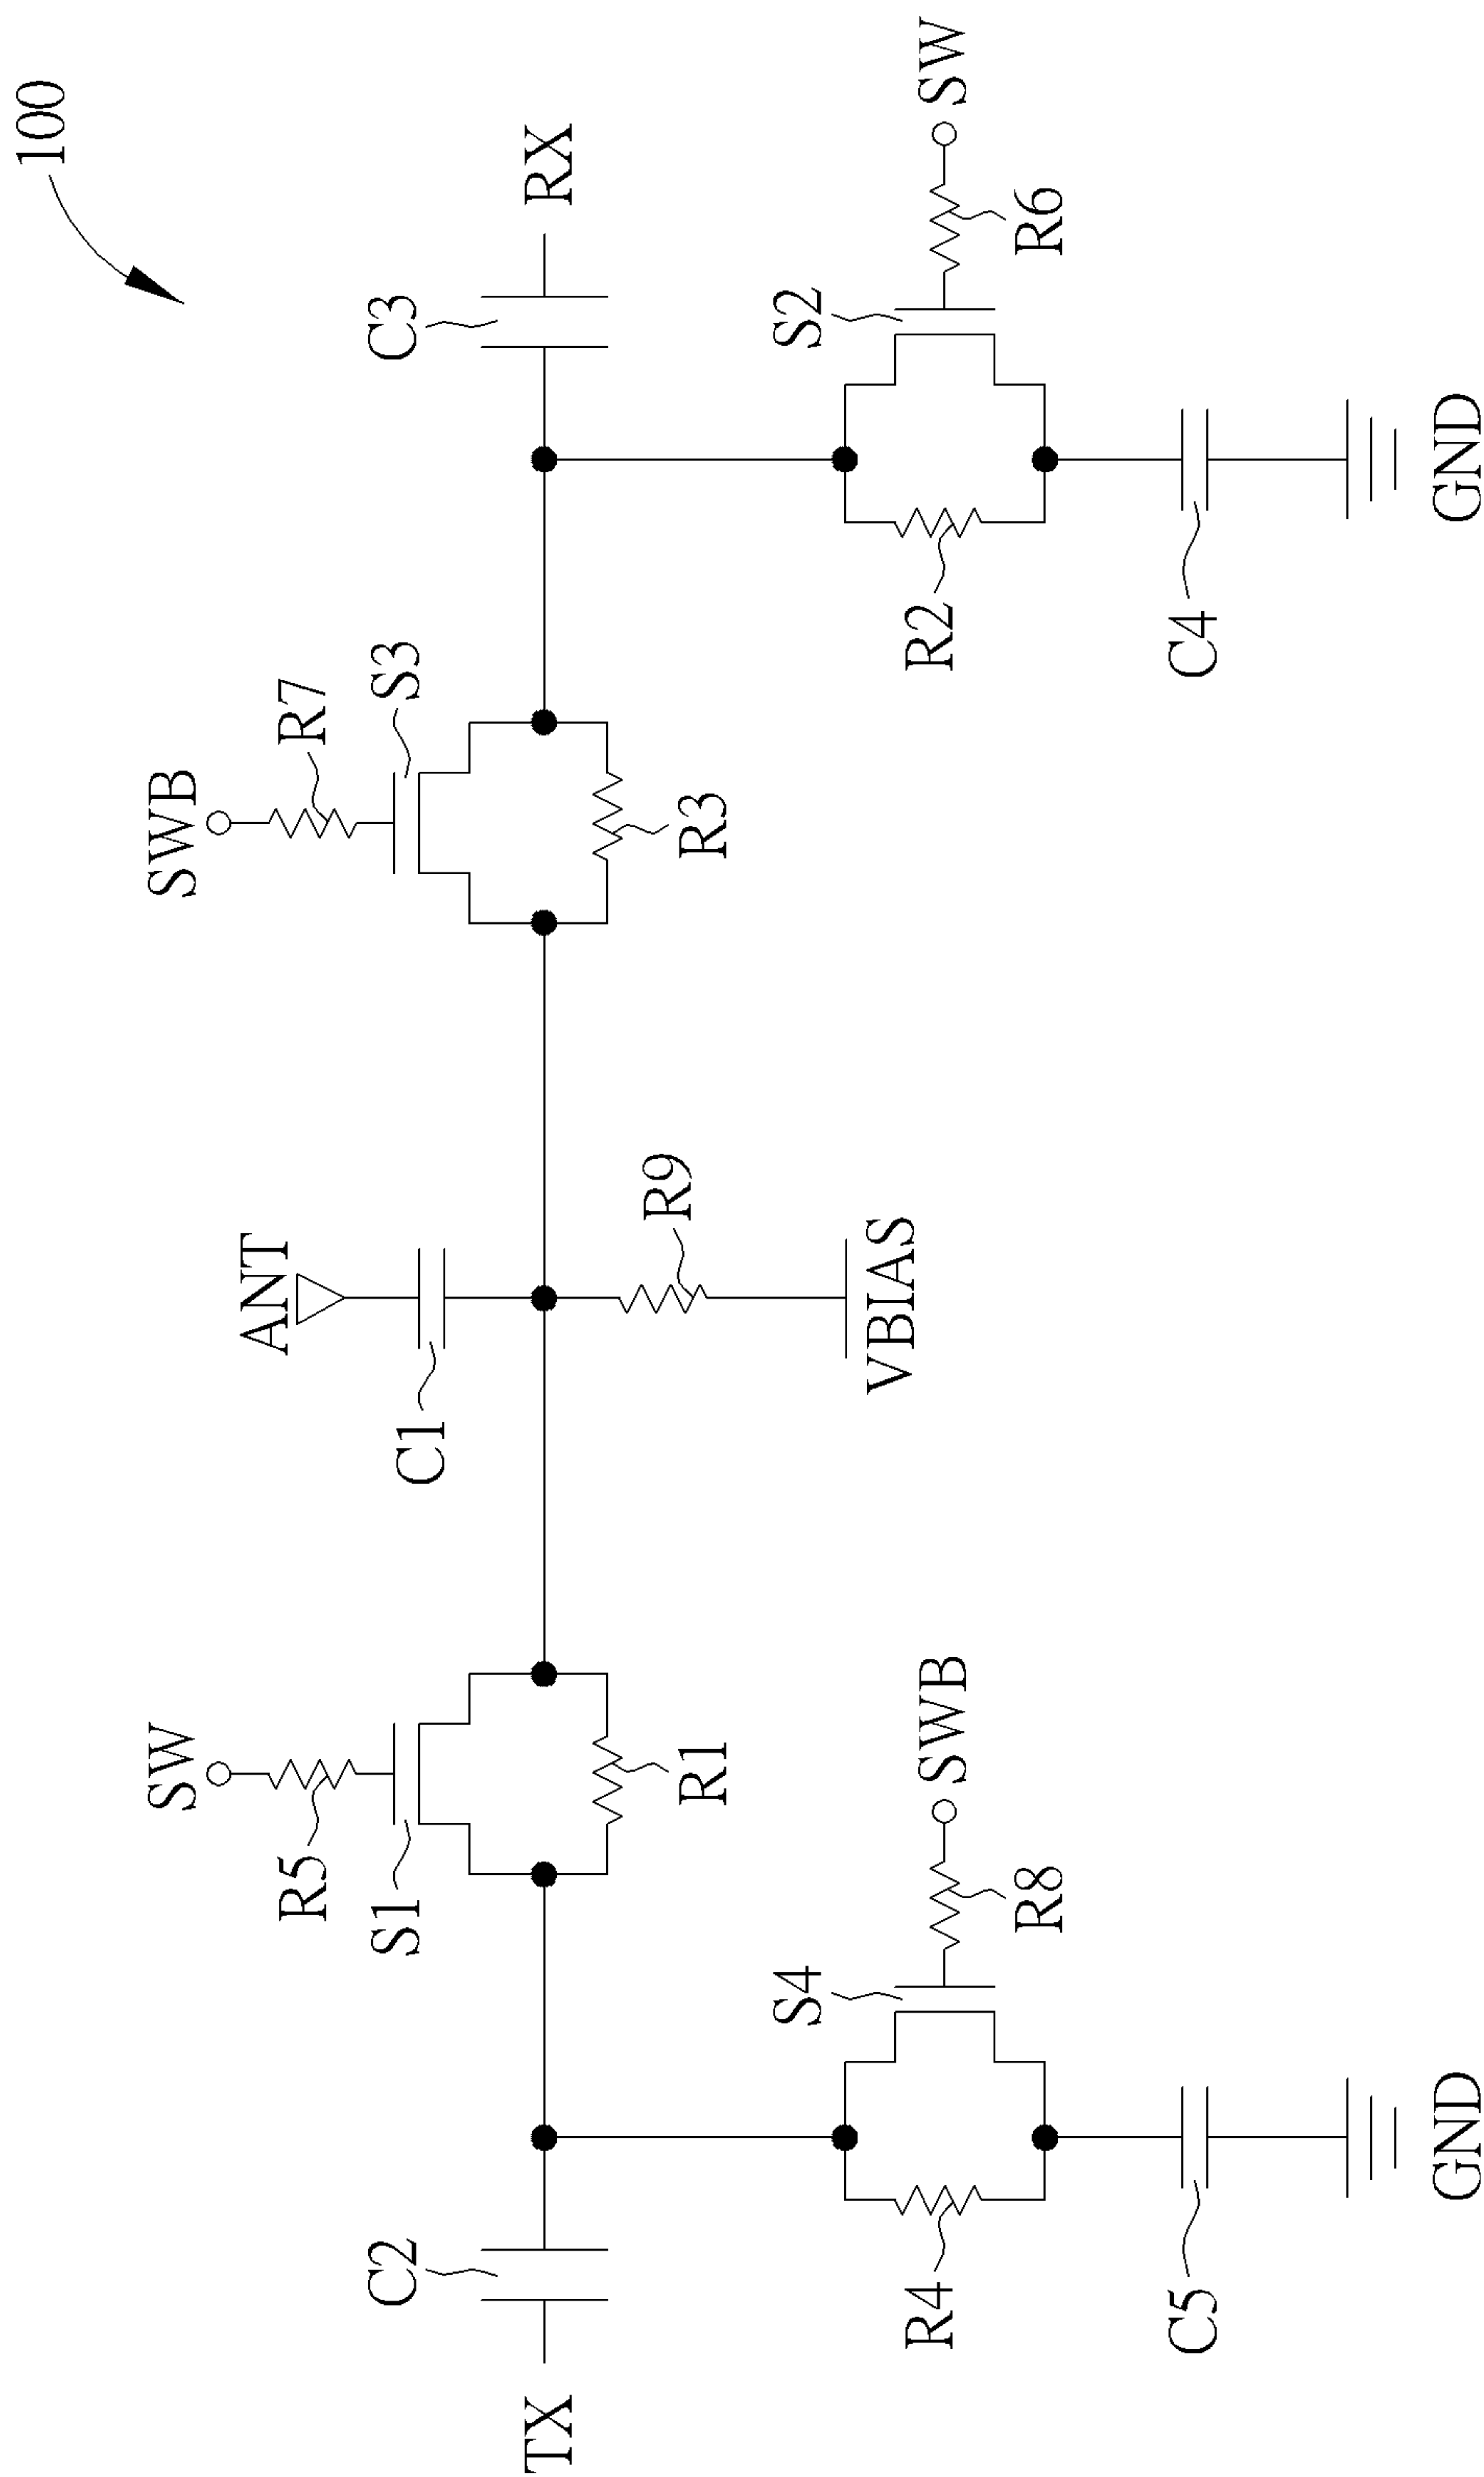 100
ANT
SW
SWB
R5
R7
C1
C2
S1
S3
C3
TX
RX
R1
R9
R3
S4
S2
VBIAS
R4
SWB
R2
SW
R8
R6
C5
C4
GND
GND